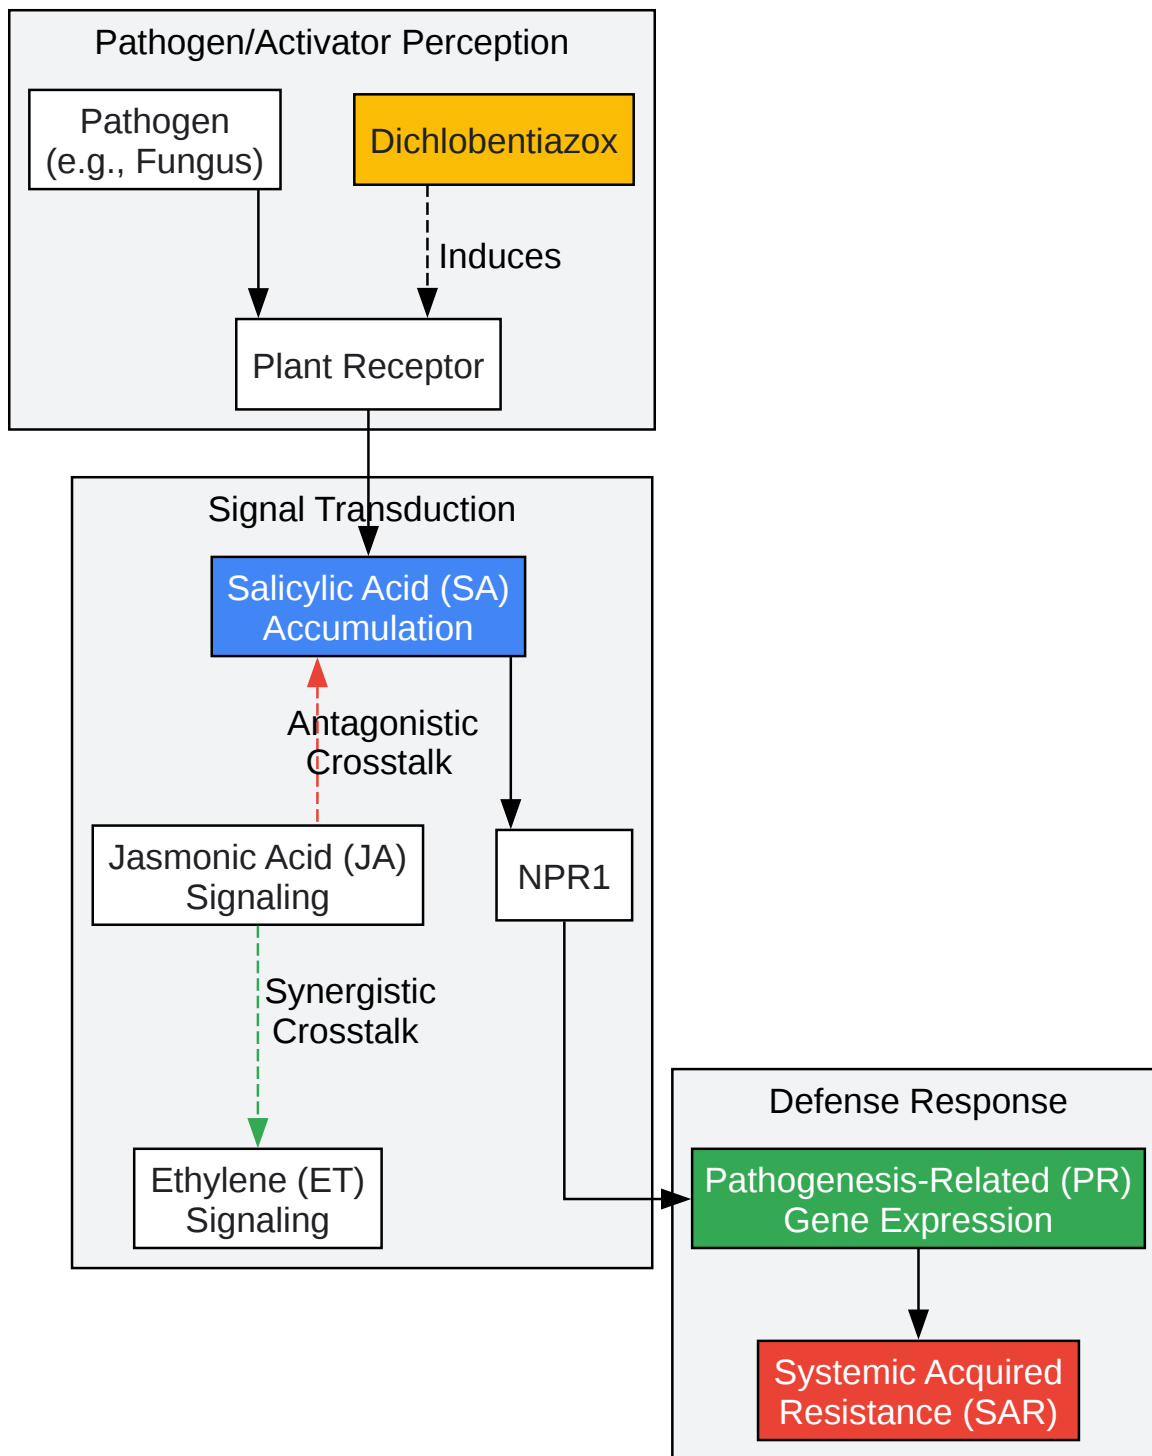 Pathogen/Activator Perception
Pathogen
(e.g., Fungus)
Dichlobentiazox
Induces
Plant Receptor
Signal Transduction
Salicylic Acid (SA)
Accumulation
Antagonistic
Crosstalk
Jasmonic Acid (JA)
Signaling
NPR1
Synergistic
Crosstalk
Ethylene (ET)
Signaling
Defense Response
Pathogenesis-Related (PR)
Gene Expression
Systemic Acquired
Resistance (SAR)